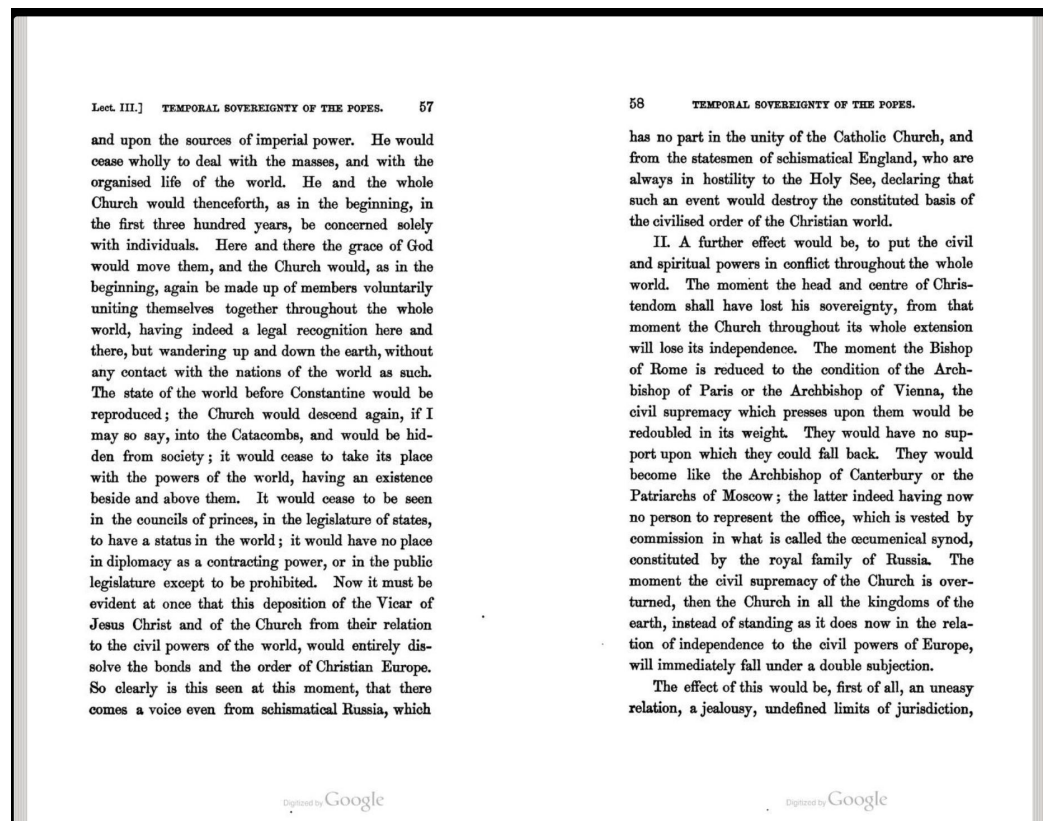 Lect. III.] TEMPORAL SOVEREIGNTY OF THE POPES. 57
and upon the sources of imperial power. He would
cease wholly to deal with the masses, and with the
organised life of the world. He and the whole
Church would thenceforth, as in the beginning, in
the first three hundred years, be concerned solely
with individuals. Here and there the grace of God
would move them, and the Church would, as in the
beginning, again be made up of members voluntarily
uniting themselves together throughout the whole
world, having indeed a legal recognition here and
there, but wandering up and down the earth, without
any contact with the nations of the world as such.
The state of the world before Constantine would be
reproduced; the Church would descend again, if I
may so say, into the Catacombs, and would be hid-
den from society; it would cease to take its place
with the powers of the world, having an existence
beside and above them. It would cease to be seen
in the councils of princes, in the legislature of states,
to have a status in the world; it would have no place
in diplomacy as a contracting power, or in the public
legislature except to be prohibited. Now it must be
evident at once that this deposition of the Vicar of
Jesus Christ and of the Church from their relation
to the civil powers of the world, would entirely dis-
solve the bonds and the order of Christian Europe.
So clearly is this seen at this moment, that there
comes a voice even from schismatical Russia, which
Digitized by Google
58 TEMPORAL SOVEREIGNTY OF THE POPES.
has no part in the unity of the Catholic Church, and
from the statesmen of schismatical England, who are
always in hostility to the Holy See, declaring that
such an event would destroy the constituted basis of
the civilised order of the Christian world.
II. A further effect would be, to put the civil
and spiritual powers in conflict throughout the whole
world. The moment the head and centre of Chris-
tendom shall have lost his sovereignty, from that
moment the Church throughout its whole extension
will lose its independence. The moment the Bishop
of Rome is reduced to the condition of the Arch-
bishop of Paris or the Archbishop of Vienna, the
civil supremacy which presses upon them would be
redoubled in its weight. They would have no sup-
port upon which they could fall back. They would
become like the Archbishop of Canterbury or the
Patriarchs of Moscow; the latter indeed having now
no person to represent the office, which is vested by
commission in what is called the œcumenical synod,
constituted by the royal family of Russia. The
moment the civil supremacy of the Church is over-
turned, then the Church in all the kingdoms of the
earth, instead of standing as it does now in the rela-
tion of independence to the civil powers of Europe,
will immediately fall under a double subjection.
The effect of this would be, first of all, an uneasy
relation, a jealousy, undefined limits of jurisdiction,
Digitized by Google